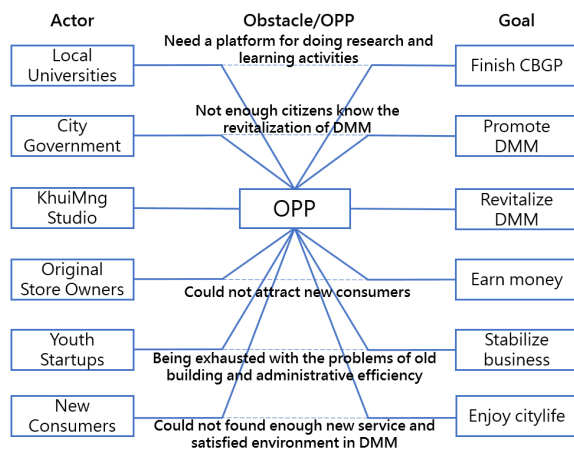 Actor
Obstacle/OPP
Goal
Need a platform for doing research and
learning activities
Local
Universities
Finish CBGP
Not enough citizens know the
revitalization of DMM
City
Government
Promote
DMM
KhuiMng
Studio
OPP
Revitalize
DMM
Original
Store Owners
Could not attract new consumers
Earn money
Youth
Startups
Being exhausted with the problems of old
building and administrative efficiency
Stabilize
business
New
Consumers
Could not found enough new service and
satisfied environment in DMM
Enjoy citylife